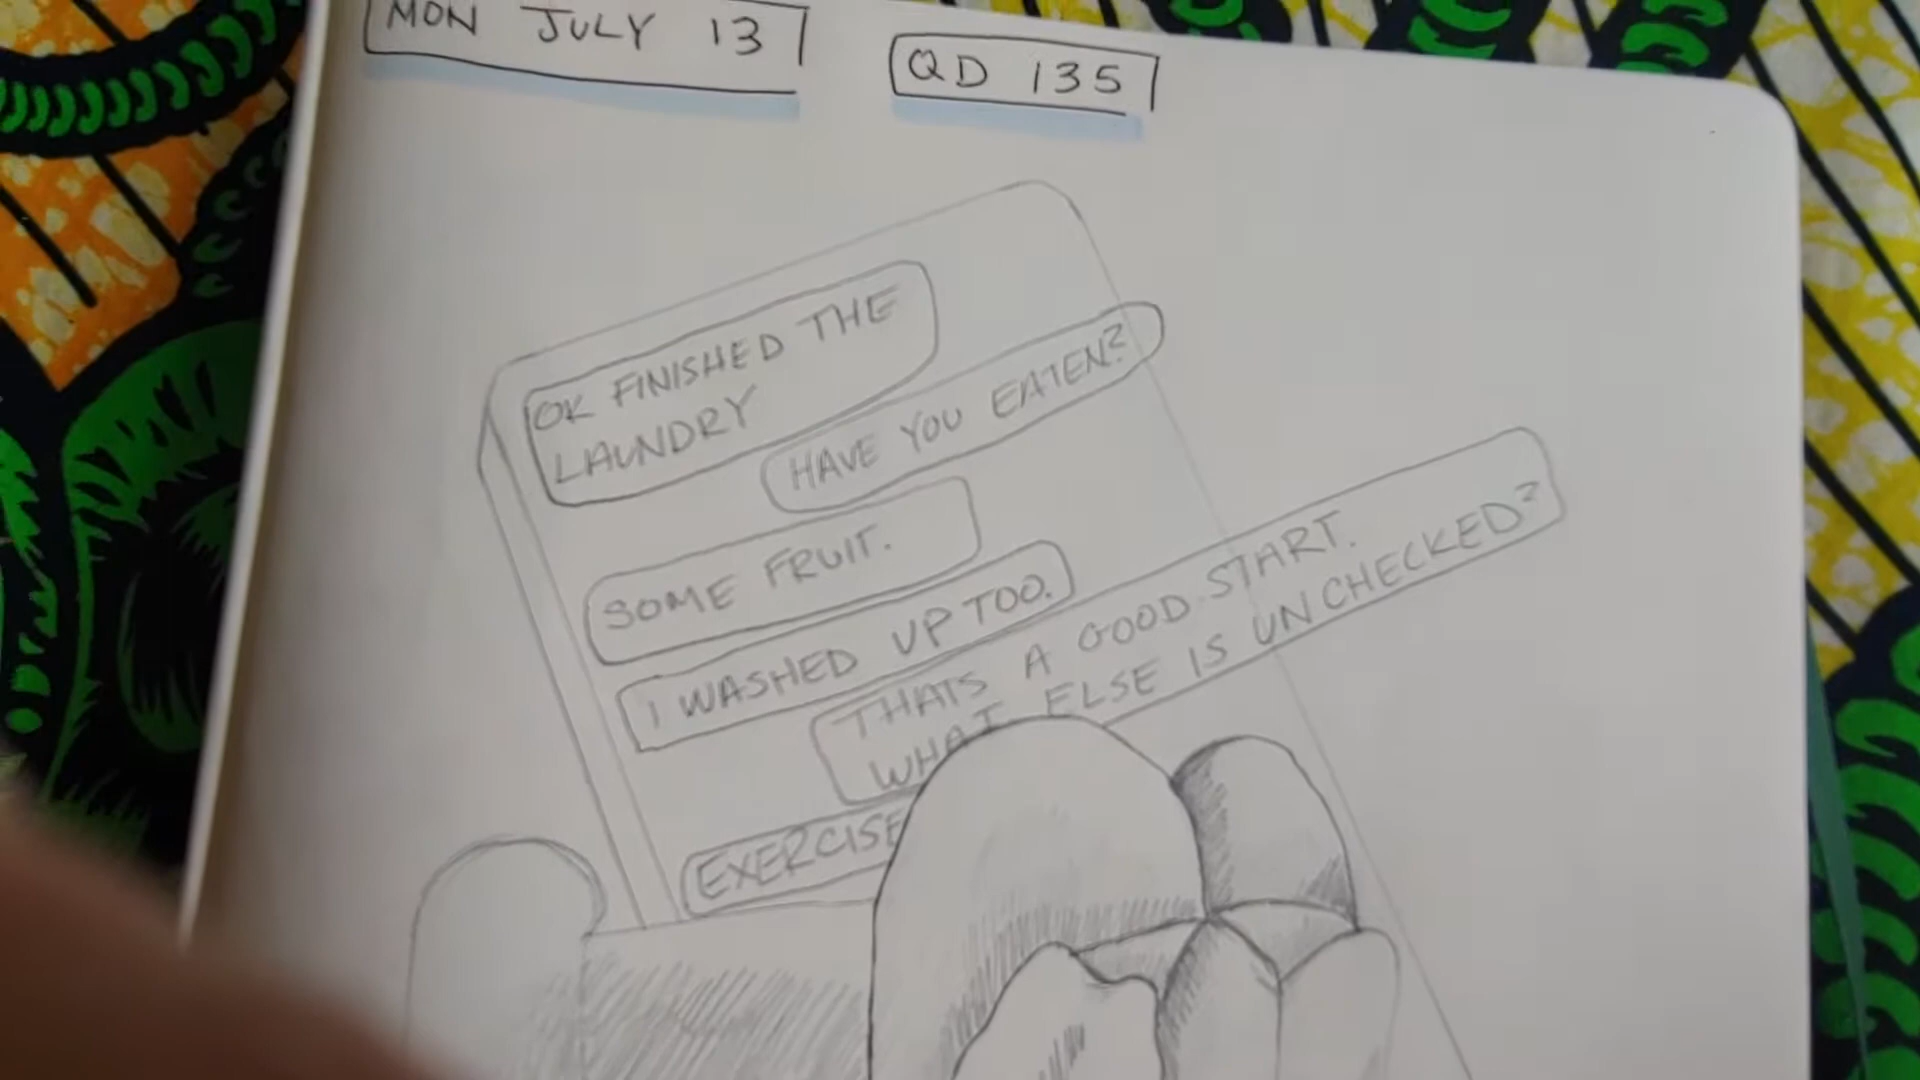 MON JULY 13
QD 135
OK FINISHED THE
LAUNDRY
HAVE YOU EATEN?
SOME FRUIT.
I WASHED UP TOO.
THATS A GOOD START.
WHAT ELSE IS UNCHECKED?
EXERCISE